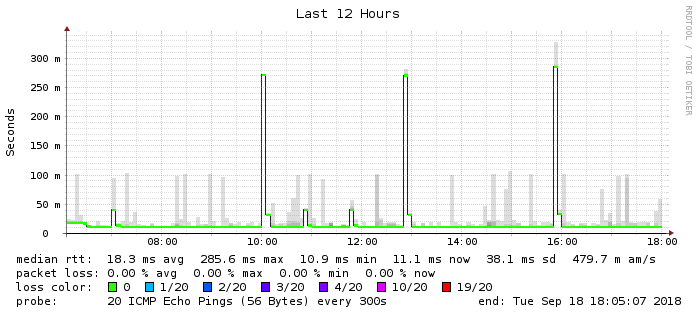 Last 12 Hours
RRDTOOL / TOBI OETIKER
Seconds
300 m
250 m
200 m
150 m
100 m
50 m
0
08:00 10:00 12:00 14:00 16:00 18:00
median rtt: 18.3 ms avg 285.6 ms max 10.9 ms min 11.1 ms now 38.1 ms sd 479.7 m am/s
packet loss: 0.00 % avg 0.00 % max 0.00 % min 0.00 % now
loss color: 0 1/20 2/20 3/20 4/20 10/20 19/20
probe: 20 ICMP Echo Pings (56 Bytes) every 300s end: Tue Sep 18 18:05:07 2018